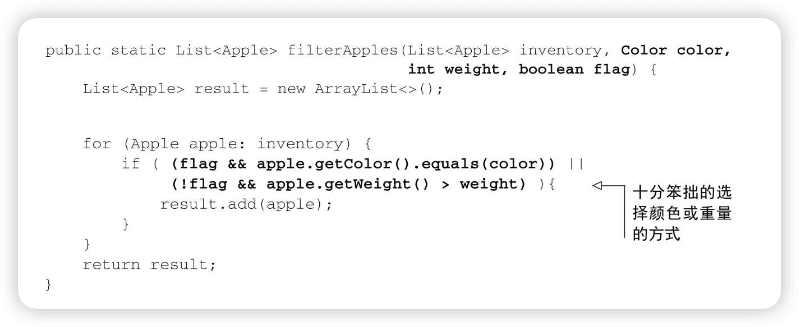 public static List<Apple> filterApples(List<Apple> inventory, Color color,
int weight, boolean flag) {
List<Apple> result = new ArrayList<>();
for (Apple apple: inventory) {
if ( (flag && apple.getColor().equals(color)) ||
(!flag && apple.getWeight() > weight) ){
result.add(apple);
}
}
return result;
}
十分笨拙的选
择颜色或重量
的方式